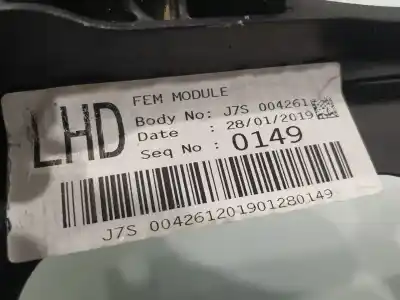 LHD
FEM MODULE
Body No: J7S 004261
Date : 28/01/2019
Seq No : 0149
J7S 004261201901280149